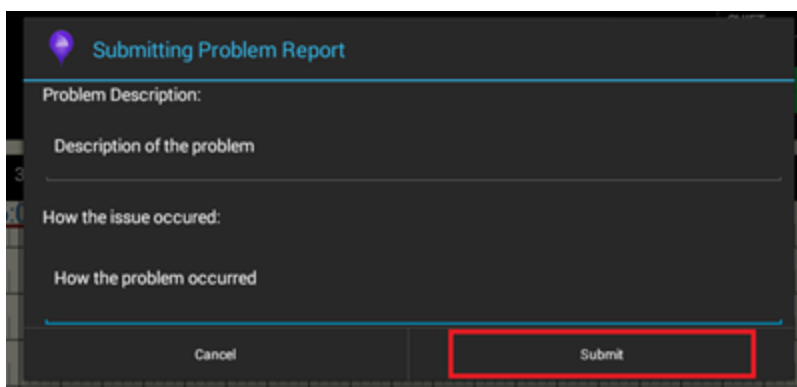 Submitting Problem Report
Problem Description:
Description of the problem
How the issue occured:
How the problem occurred
Cancel
Submit